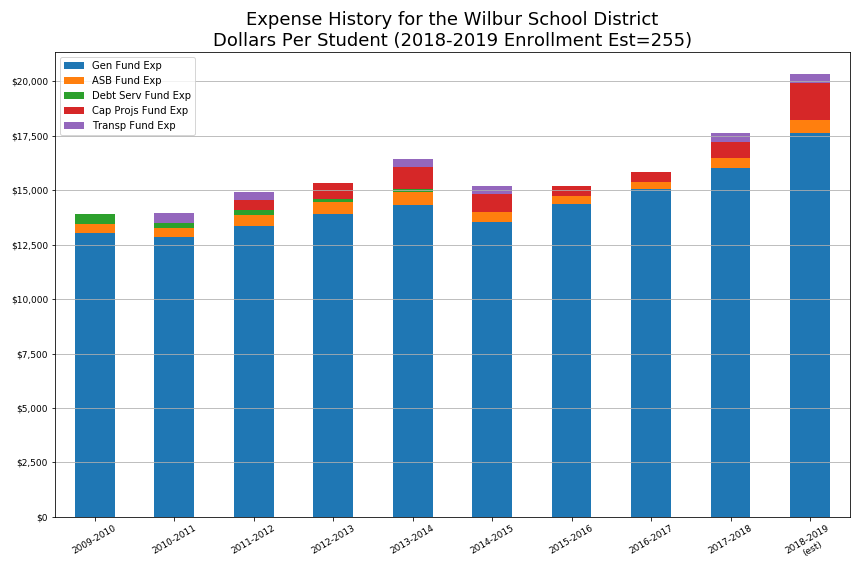 Expense History for the Wilbur School District
Dollars Per Student (2018-2019 Enrollment Est=255)
Gen Fund Exp
ASB Fund Exp
Debt Serv Fund Exp
Cap Projs Fund Exp
Transp Fund Exp
$20,000
$17,500
$15,000
$12,500
$10,000
$7,500
$5,000
$2,500
$0
2009-2010
2010-2011
2011-2012
2012-2013
2013-2014
2014-2015
2015-2016
2016-2017
2017-2018
2018-2019
(est)